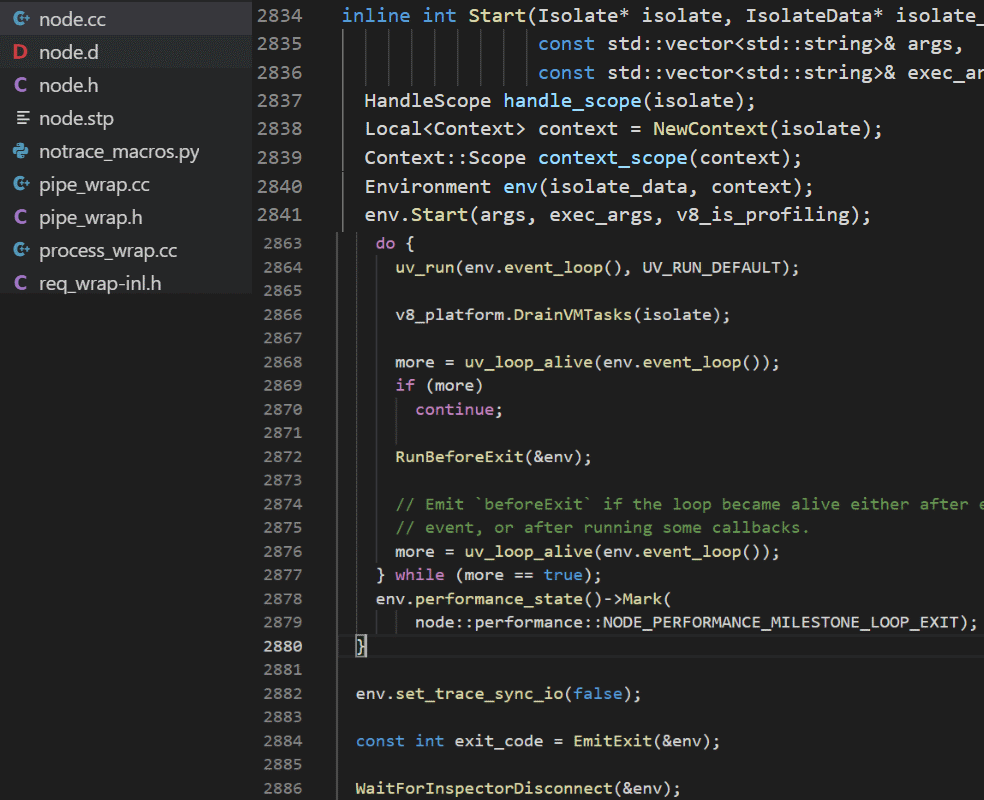 node.cc
node.d
node.h
node.stp
notrace_macros.py
pipe_wrap.cc
pipe_wrap.h
process_wrap.cc
req_wrap-inl.h
2834 inline int Start(Isolate* isolate, IsolateData* isolate_
2835 const std::vector<std::string>& args,
2836 const std::vector<std::string>& exec_ar
2837 HandleScope handle_scope(isolate);
2838 Local<Context> context = NewContext(isolate);
2839 Context::Scope context_scope(context);
2840 Environment env(isolate_data, context);
2841 env.Start(args, exec_args, v8_is_profiling);
2863 do {
2864 uv_run(env.event_loop(), UV_RUN_DEFAULT);
2865
2866 v8_platform.DrainVMTasks(isolate);
2867
2868 more = uv_loop_alive(env.event_loop());
2869 if (more)
2870 continue;
2871
2872 RunBeforeExit(&env);
2873
2874 // Emit `beforeExit` if the loop became alive either after e
2875 // event, or after running some callbacks.
2876 more = uv_loop_alive(env.event_loop());
2877 } while (more == true);
2878 env.performance_state()->Mark(
2879 node::performance::NODE_PERFORMANCE_MILESTONE_LOOP_EXIT);
2880 }
2881
2882 env.set_trace_sync_io(false);
2883
2884 const int exit_code = EmitExit(&env);
2885
2886 WaitForInspectorDisconnect(&env);